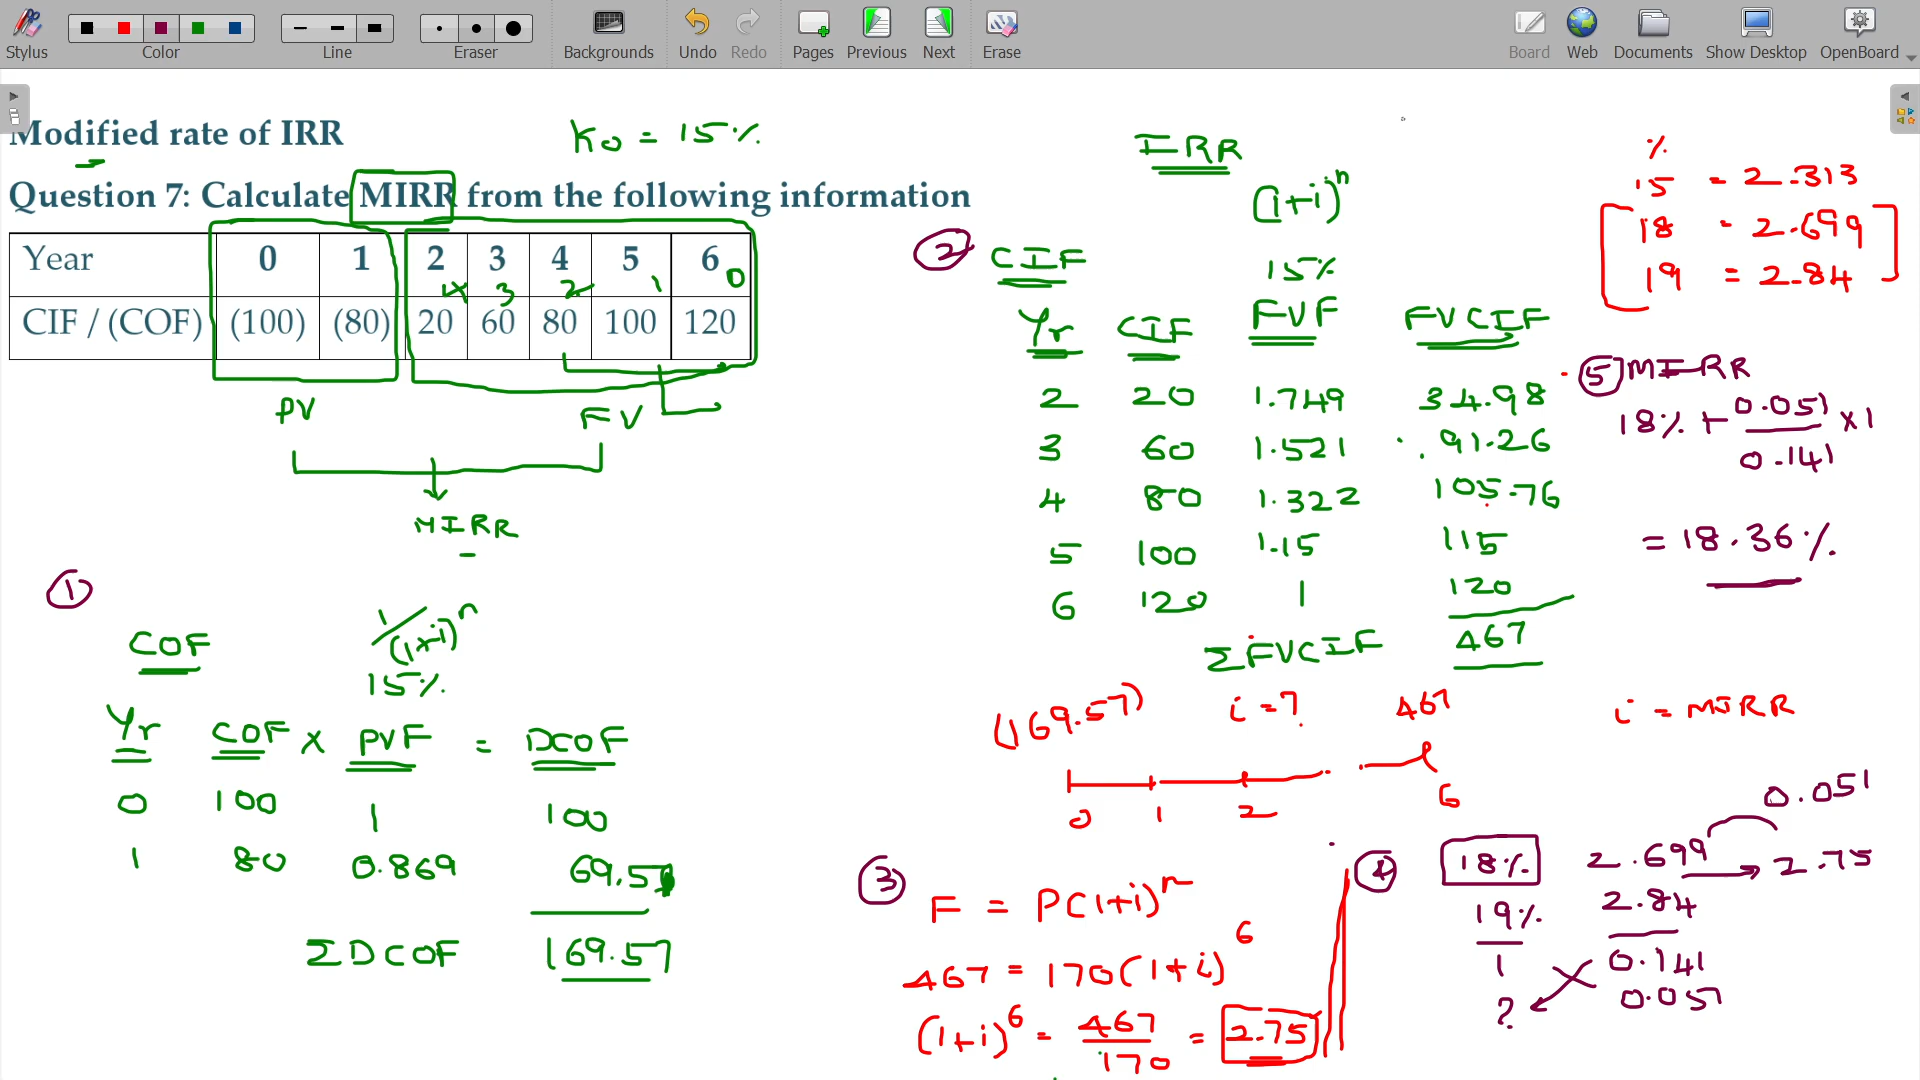 Stylus Color Line Eraser Backgrounds Undo Redo Pages Previous Next Erase Board Web Documents Show Desktop OpenBoard
Modified rate of IRR
K0 = 15%
Question 7: Calculate MIRR from the following information
Year 0 1 2 3 4 5 6
4 3 2 1 0
CIF / (COF) (100) (80) 20 60 80 100 120
PV FV
MIRR
1
COF
1/(1+i)^n
15%
Yr COF × PVF = DCOF
0 100 1 100
1 80 0.869 69.57
ΣDCOF 169.57
IRR
(1+i)^n
2 CIF 15%
Yr CIF FVF FVCIF
2 20 1.749 34.98
3 60 1.521 91.26
4 80 1.322 105.76
5 100 1.15 115
6 120 1 120
ΣFVCIF 467
(169.57) i = ? 467
0 1 2 6
i = MIRR
3 F = P(1+i)^n
467 = 170(1+i)^6
(1+i)^6 = 467/170 = 2.75
%
15 = 2.313
18 = 2.699
19 = 2.84
4
0.051
18% 2.699 → 2.75
19% 2.84
1 0.141
? 0.051
5 MIRR
18% + 0.051/0.141 × 1
= 18.36%